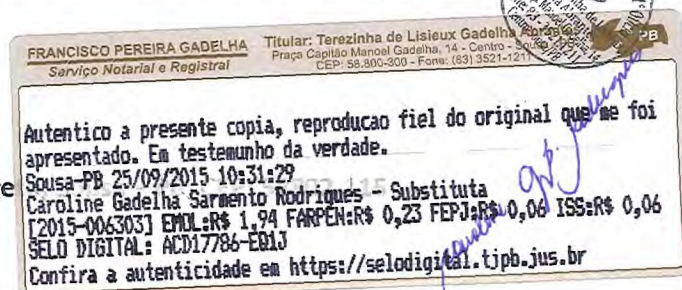 FRANCISCO PEREIRA GADELHA
Serviço Notarial e Registral
Titular: Terezinha de Lisieux Gadelha
Praça Capitão Manoel Gadelha, 14 - Centro -
CEP: 58.800-300 - Fone: (83) 3521-1211
PB
Autentico a presente copia, reproducao fiel do original que me foi
apresentado. Em testemunho da verdade.
Sousa-PB 25/09/2015 10:31:29
re
Caroline Gadelha Sarmento Rodrigues - Substituta
[2015-006303] EMOL:R$ 1,94 FARPEN:R$ 0,23 FEPJ:R$ 0,06 ISS:R$ 0,06
SELO DIGITAL: ACD17786-E01J
Confira a autenticidade em https://selodigital.tjpb.jus.br